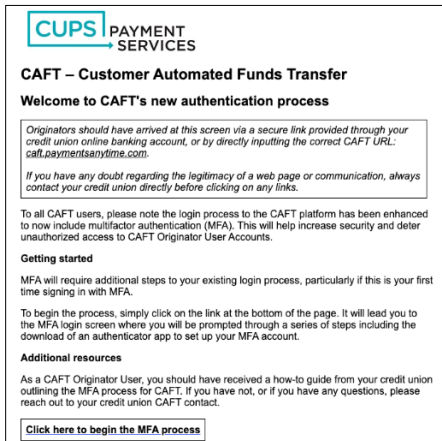 CUPS PAYMENT
SERVICES
CAFT – Customer Automated Funds Transfer
Welcome to CAFT's new authentication process
Originators should have arrived at this screen via a secure link provided through your
credit union online banking account, or by directly inputting the correct CAFT URL:
caft.paymentsanytime.com.
If you have any doubt regarding the legitimacy of a web page or communication, always
contact your credit union directly before clicking on any links.
To all CAFT users, please note the login process to the CAFT platform has been enhanced
to now include multifactor authentication (MFA). This will help increase security and deter
unauthorized access to CAFT Originator User Accounts.
Getting started
MFA will require additional steps to your existing login process, particularly if this is your first
time signing in with MFA.
To begin the process, simply click on the link at the bottom of the page. It will lead you to
the MFA login screen where you will be prompted through a series of steps including the
download of an authenticator app to set up your MFA account.
Additional resources
As a CAFT Originator User, you should have received a how-to guide from your credit union
outlining the MFA process for CAFT. If you have not, or if you have any questions, please
reach out to your credit union CAFT contact.
Click here to begin the MFA process